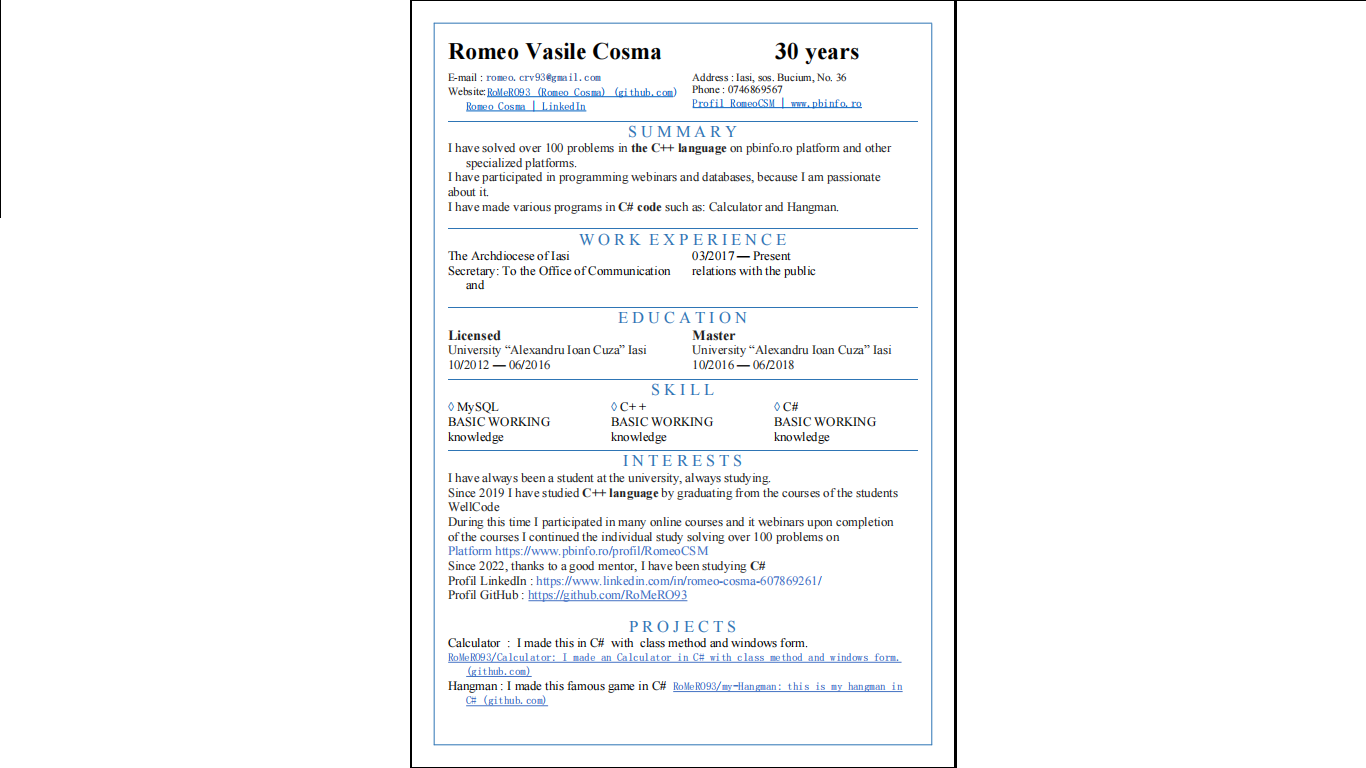 Romeo Vasile Cosma 30 years
E-mail : romeo.crv93@gmail.com
Website:RoMeRO93 (Romeo Cosma) (github.com)
Romeo Cosma | LinkedIn
Address : Iasi, sos. Bucium, No. 36
Phone : 0746869567
Profil RomeoCSM | www.pbinfo.ro
SUMMARY
I have solved over 100 problems in the C++ language on pbinfo.ro platform and other
specialized platforms.
I have participated in programming webinars and databases, because I am passionate
about it.
I have made various programs in C# code such as: Calculator and Hangman.
WORK EXPERIENCE
The Archdiocese of Iasi 03/2017 — Present
Secretary: To the Office of Communication relations with the public
and
EDUCATION
Licensed Master
University “Alexandru Ioan Cuza” Iasi University “Alexandru Ioan Cuza” Iasi
10/2012 — 06/2016 10/2016 — 06/2018
SKILL
◊ MySQL ◊ C++ ◊ C#
BASIC WORKING BASIC WORKING BASIC WORKING
knowledge knowledge knowledge
INTERESTS
I have always been a student at the university, always studying.
Since 2019 I have studied C++ language by graduating from the courses of the students
WellCode
During this time I participated in many online courses and it webinars upon completion
of the courses I continued the individual study solving over 100 problems on
Platform https://www.pbinfo.ro/profil/RomeoCSM
Since 2022, thanks to a good mentor, I have been studying C#
Profil LinkedIn : https://www.linkedin.com/in/romeo-cosma-607869261/
Profil GitHub : https://github.com/RoMeRO93
PROJECTS
Calculator : I made this in C# with class method and windows form.
RoMeRO93/Calculator: I made an Calculator in C# with class method and windows form.
(github.com)
Hangman : I made this famous game in C# RoMeRO93/my-Hangman: this is my hangman in
C# (github.com)